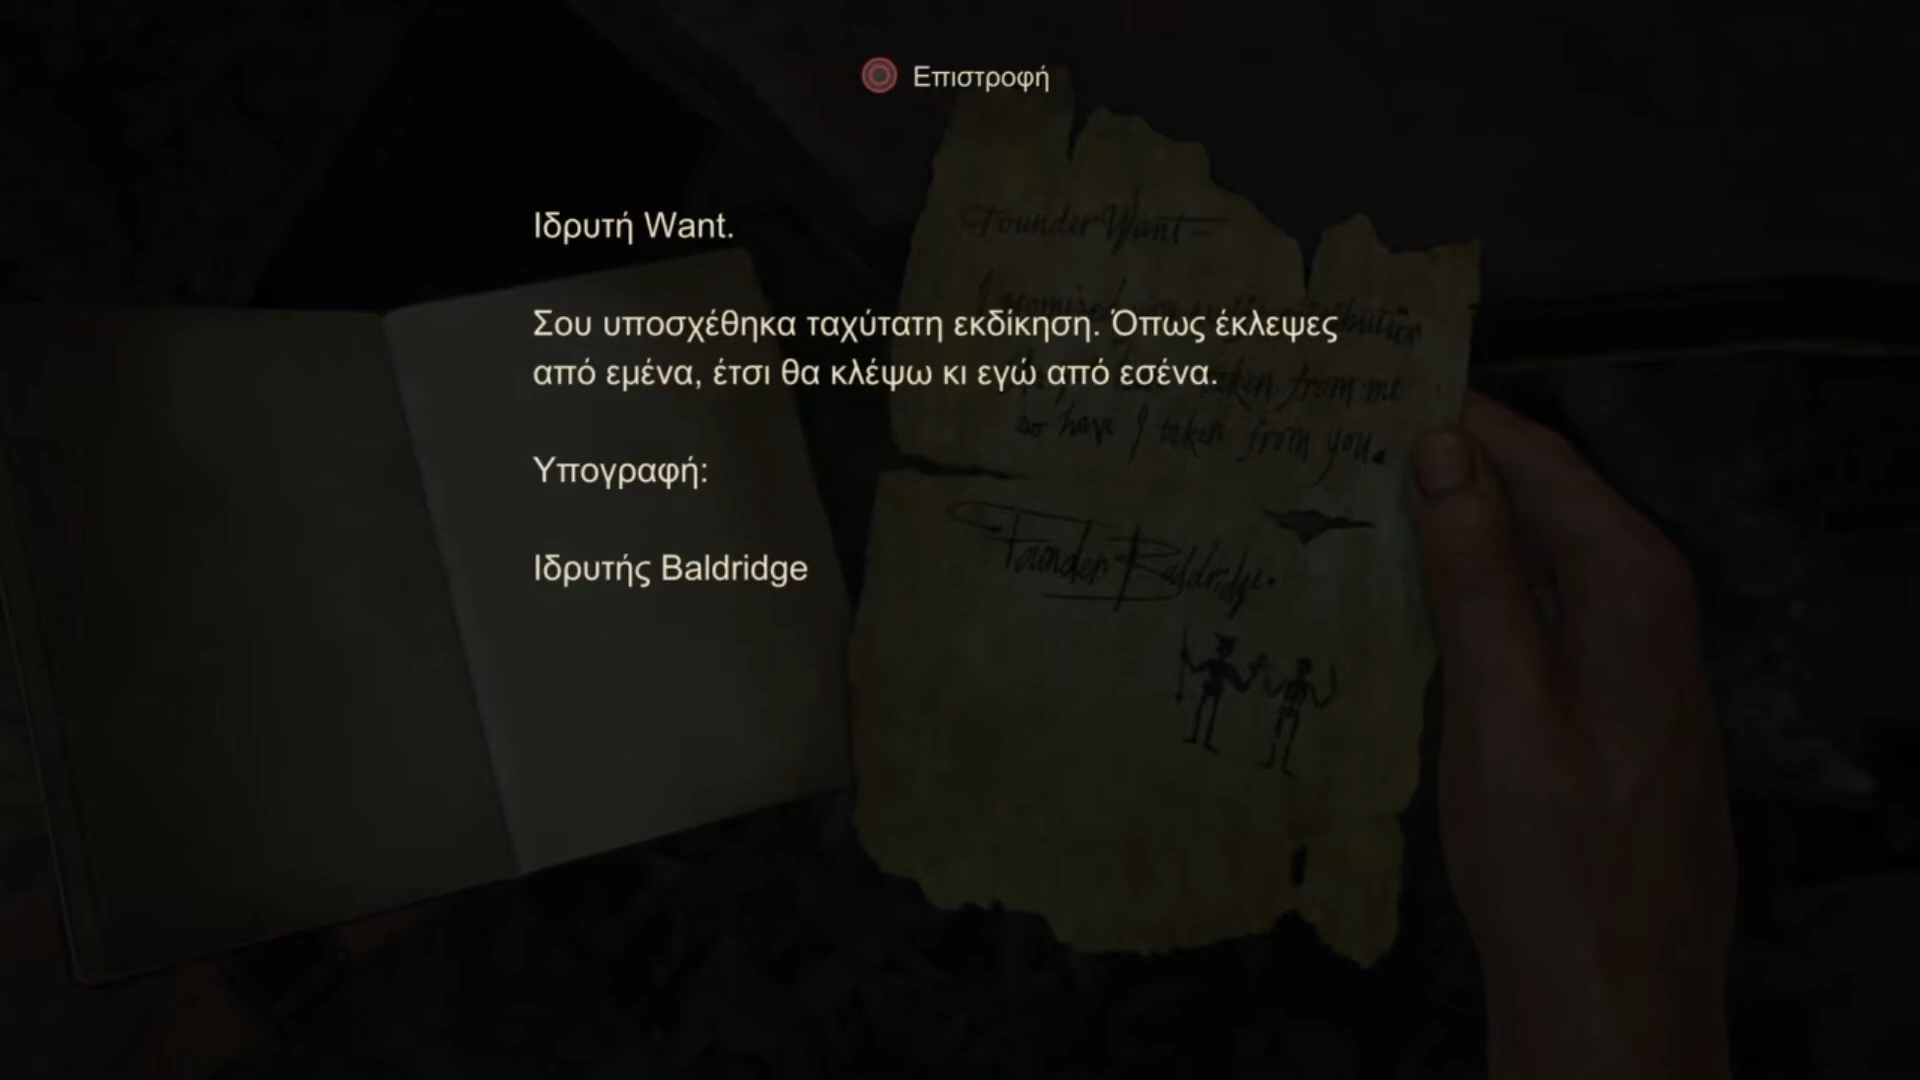 Επιστροφή
Ιδρυτή Want.
Σου υποσχέθηκα ταχύτατη εκδίκηση. Όπως έκλεψες
από εμένα, έτσι θα κλέψω κι εγώ από εσένα.
Υπογραφή:
Ιδρυτής Baldridge
Founder Want
I promised
taken from me
so have I taken from you.
Founder Baldridge